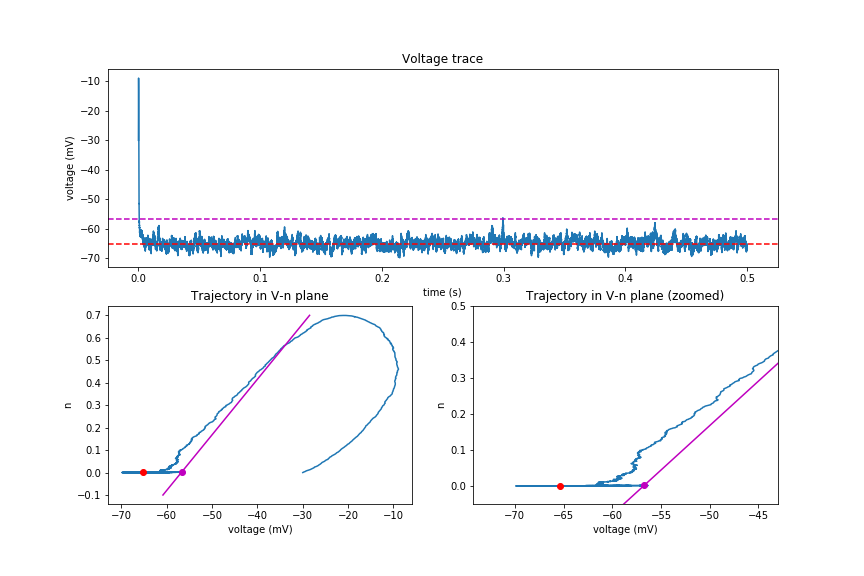 Voltage trace
−10
−20
−30
−40
−50
−60
−70
voltage (mV)
0.0 0.1 0.2 0.3 0.4 0.5
time (s)
Trajectory in V-n plane
0.7
0.6
0.5
0.4
0.3
0.2
0.1
0.0
−0.1
n
−70 −60 −50 −40 −30 −20 −10
voltage (mV)
Trajectory in V-n plane (zoomed)
0.5
0.4
0.3
0.2
0.1
0.0
n
−70 −65 −60 −55 −50 −45
voltage (mV)